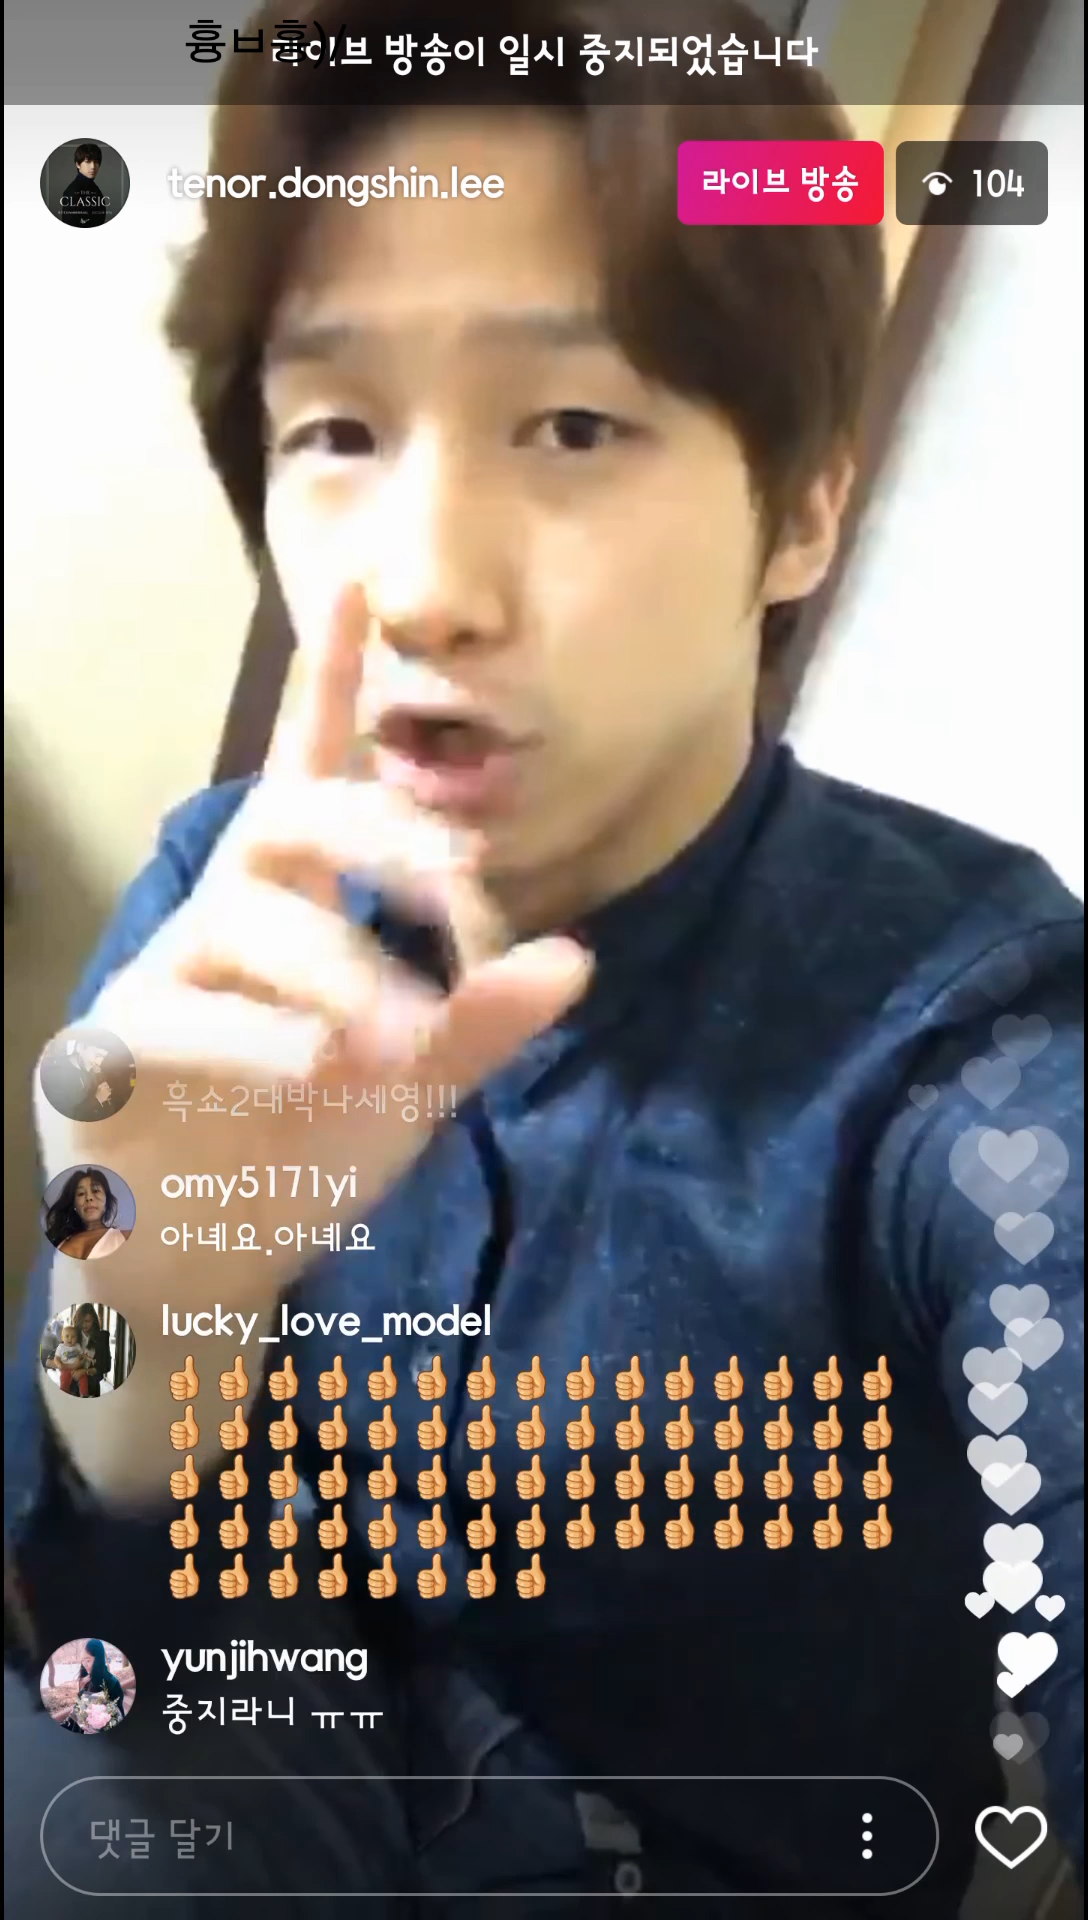 라이브 방송이 일시 중지되었습니다
tenor.dongshin.lee
라이브 방송
104
CLASSIC
흑쇼2대박나세영!!!
omy5171yi
아녜요.아녜요
lucky_love_model
👍👍👍👍👍👍👍👍👍👍👍👍👍👍👍
👍👍👍👍👍👍👍👍👍👍👍👍👍👍👍
👍👍👍👍👍👍👍👍👍👍👍👍👍👍👍
👍👍👍👍👍👍👍👍👍👍👍👍👍👍👍
👍👍👍👍👍👍👍👍
yunjihwang
중지라니 ㅠㅠ
댓글 달기